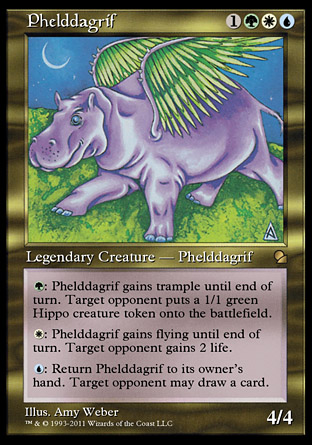 Phelddagrif 1
Legendary Creature — Phelddagrif
: Phelddagrif gains trample until end of
turn. Target opponent puts a 1/1 green
Hippo creature token onto the battlefield.
: Phelddagrif gains flying until end of
turn. Target opponent gains 2 life.
: Return Phelddagrif to its owner's
hand. Target opponent may draw a card.
Illus. Amy Weber
™ & © 1993-2011 Wizards of the Coast LLC
4/4